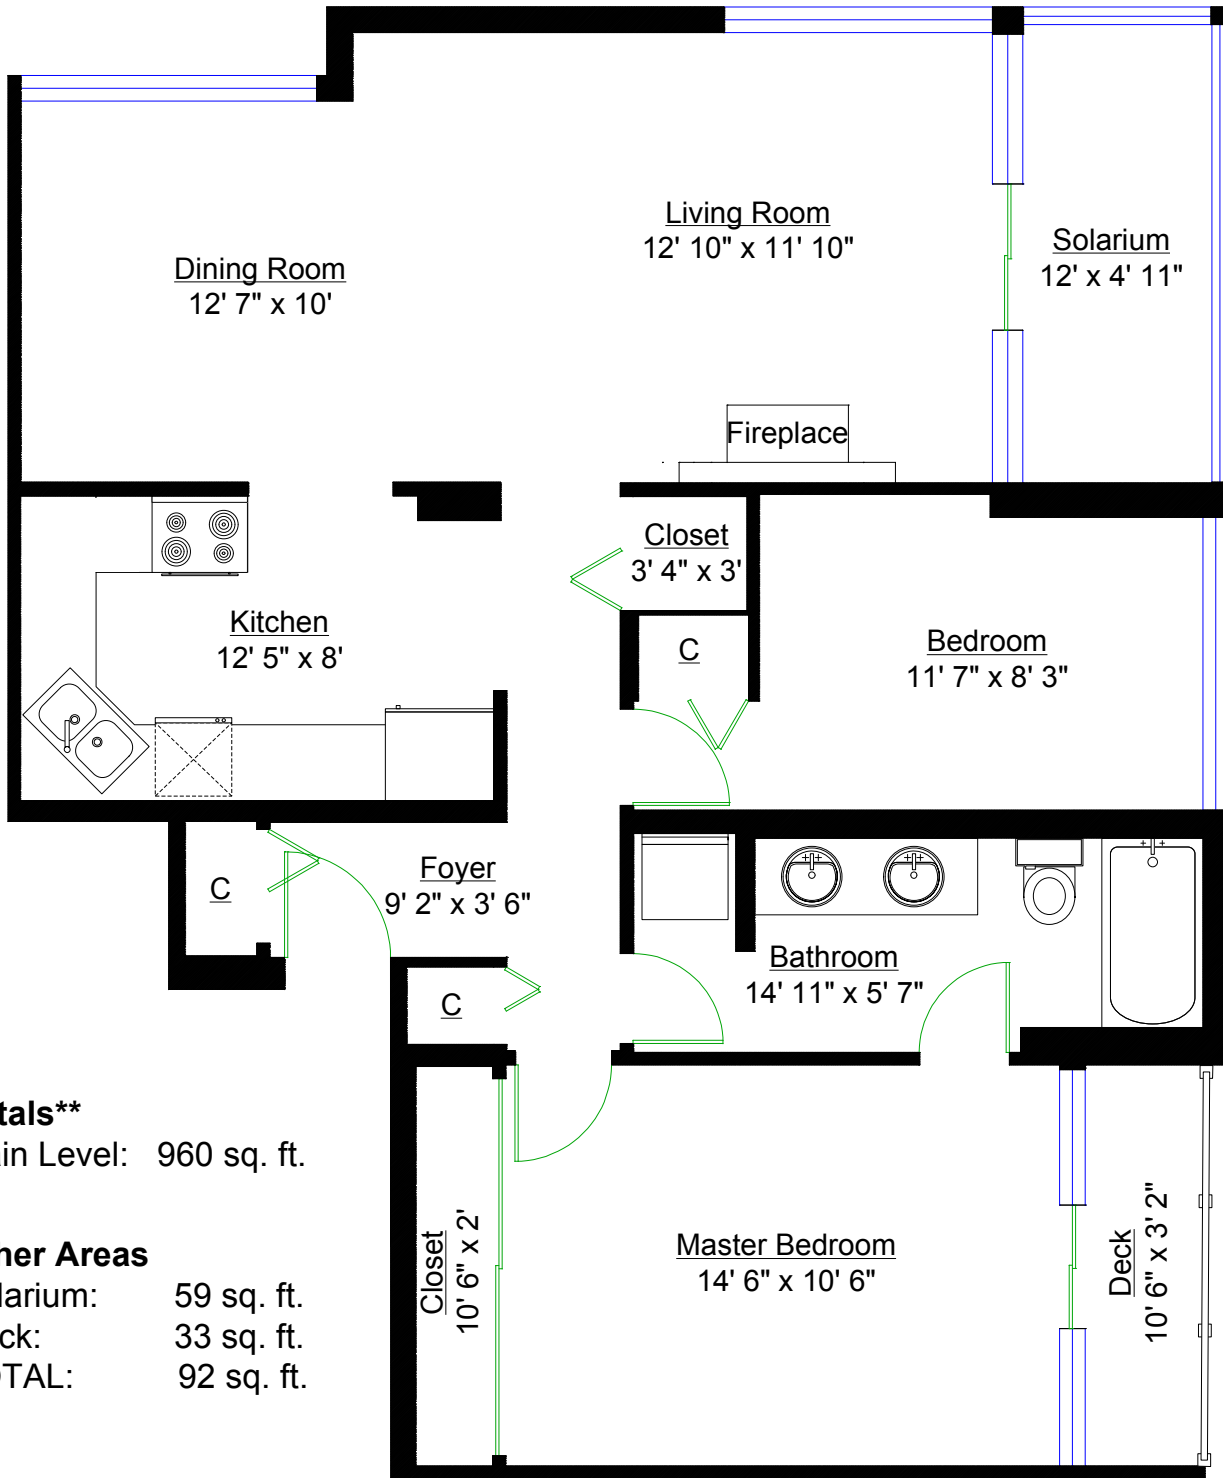 Living Room
12' 10" x 11' 10"
Solarium
12' x 4' 11"
Dining Room
12' 7" x 10'
Fireplace
Closet
3' 4" x 3'
Kitchen
12' 5" x 8'
C
Bedroom
11' 7" x 8' 3"
C
Foyer
9' 2" x 3' 6"
Bathroom
14' 11" x 5' 7"
C
Closet
10' 6" x 2'
Master Bedroom
14' 6" x 10' 6"
Deck
10' 6" x 3' 2"
tals**
in Level: 960 sq. ft.
her Areas
larium: 59 sq. ft.
ck: 33 sq. ft.
OTAL: 92 sq. ft.